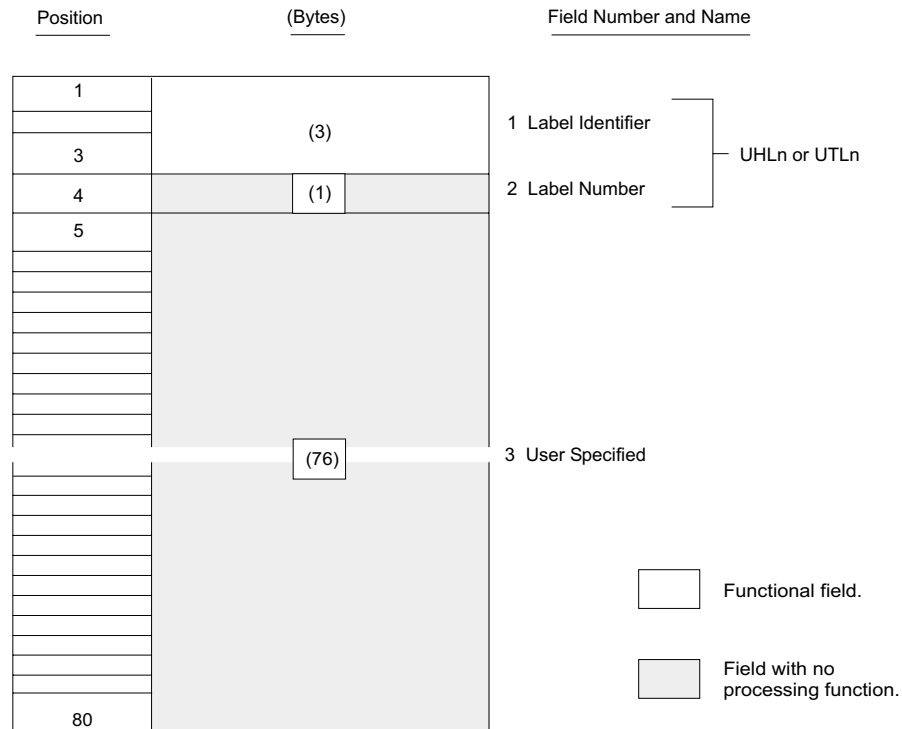 Position (Bytes) Field Number and Name
1
(3)
1 Label Identifier
3
UHLn or UTLn
4 (1) 2 Label Number
5
(76) 3 User Specified
Functional field.
Field with no
processing function.
80